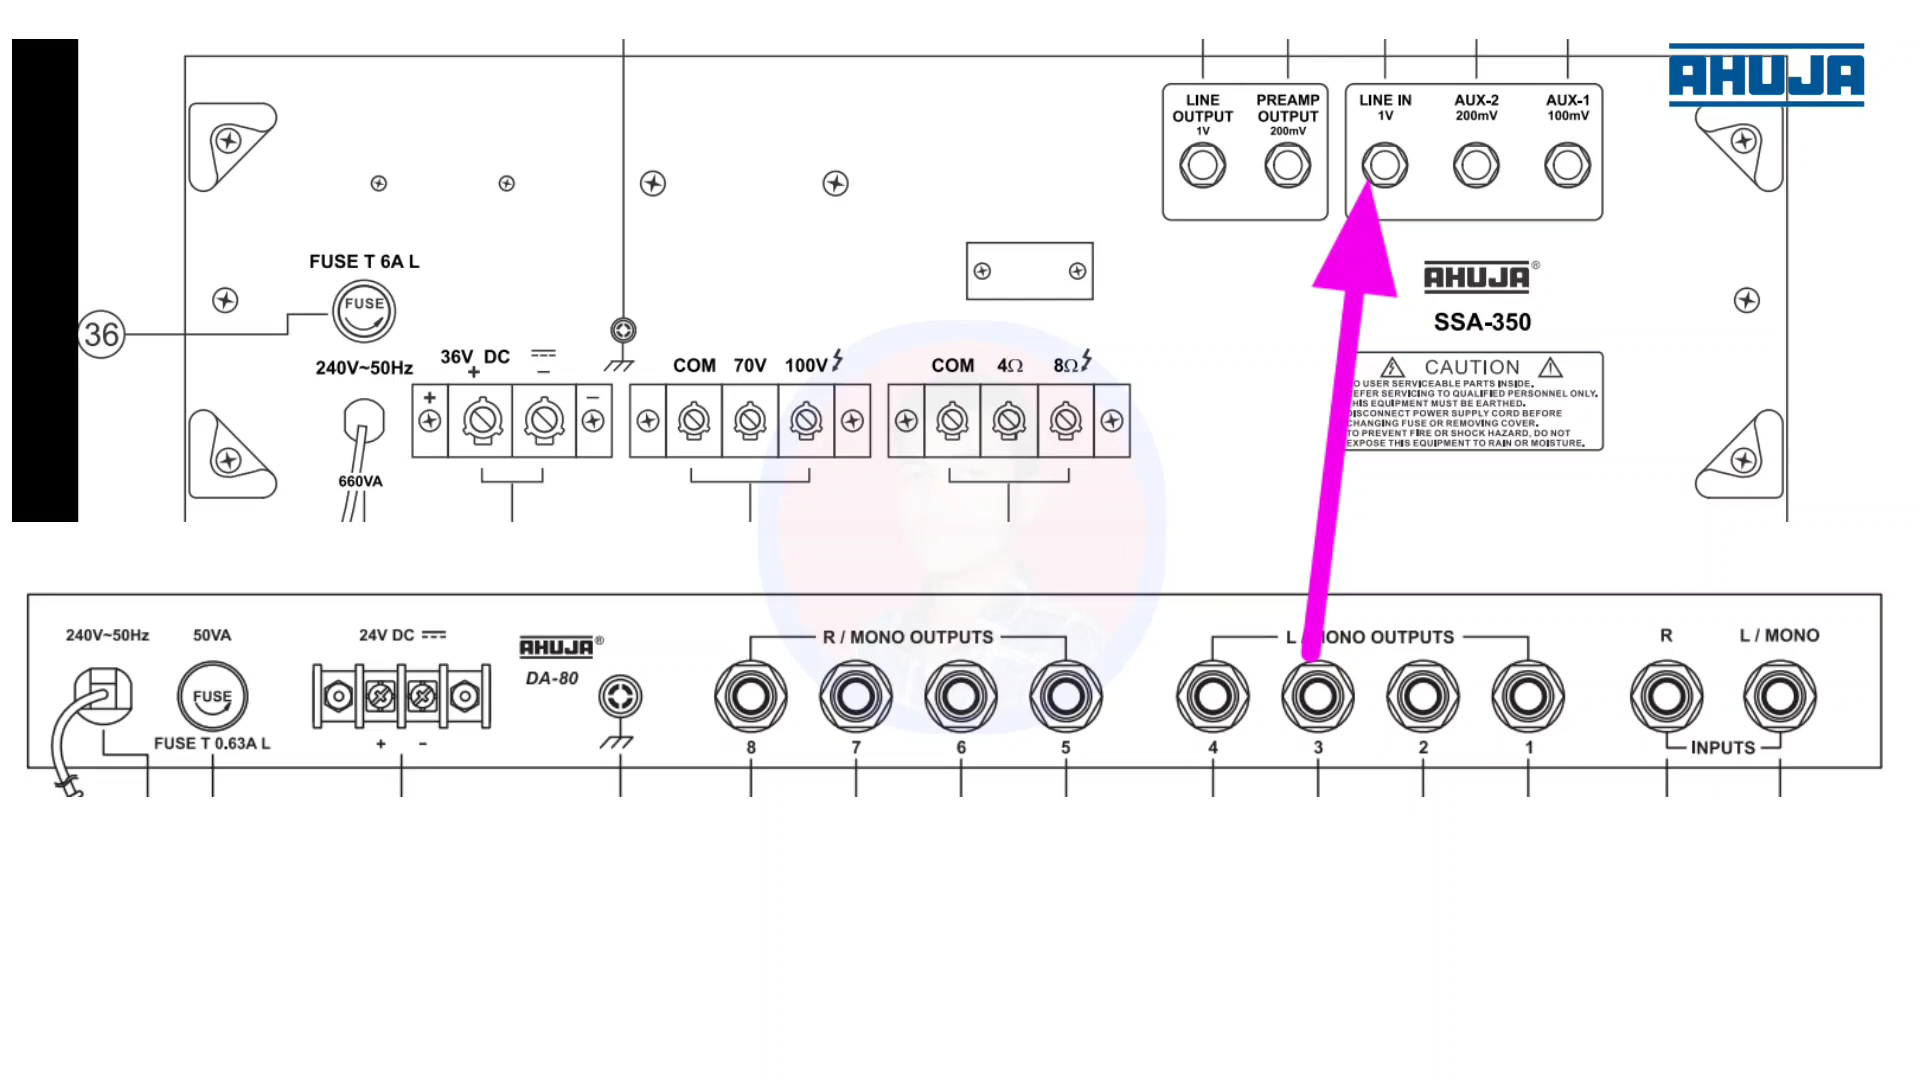 AHUJA
LINE OUTPUT 1V
PREAMP OUTPUT 200mV
LINE IN 1V
AUX-2 200mV
AUX-1 100mV
FUSE T 6A L
FUSE
36
240V~50Hz
660VA
36V DC
+ −
+ −
COM 70V 100V
COM 4Ω 8Ω
AHUJA®
SSA-350
CAUTION
O USER SERVICEABLE PARTS INSIDE.
EFER SERVICING TO QUALIFIED PERSONNEL ONLY.
HIS EQUIPMENT MUST BE EARTHED.
DISCONNECT POWER SUPPLY CORD BEFORE
CHANGING FUSE OR REMOVING COVER.
TO PREVENT FIRE OR SHOCK HAZARD, DO NOT
EXPOSE THIS EQUIPMENT TO RAIN OR MOISTURE.
240V~50Hz
50VA
FUSE
FUSE T 0.63A L
24V DC
+ −
AHUJA®
DA-80
R / MONO OUTPUTS
8 7 6 5
L MONO OUTPUTS
4 3 2 1
R L / MONO
INPUTS